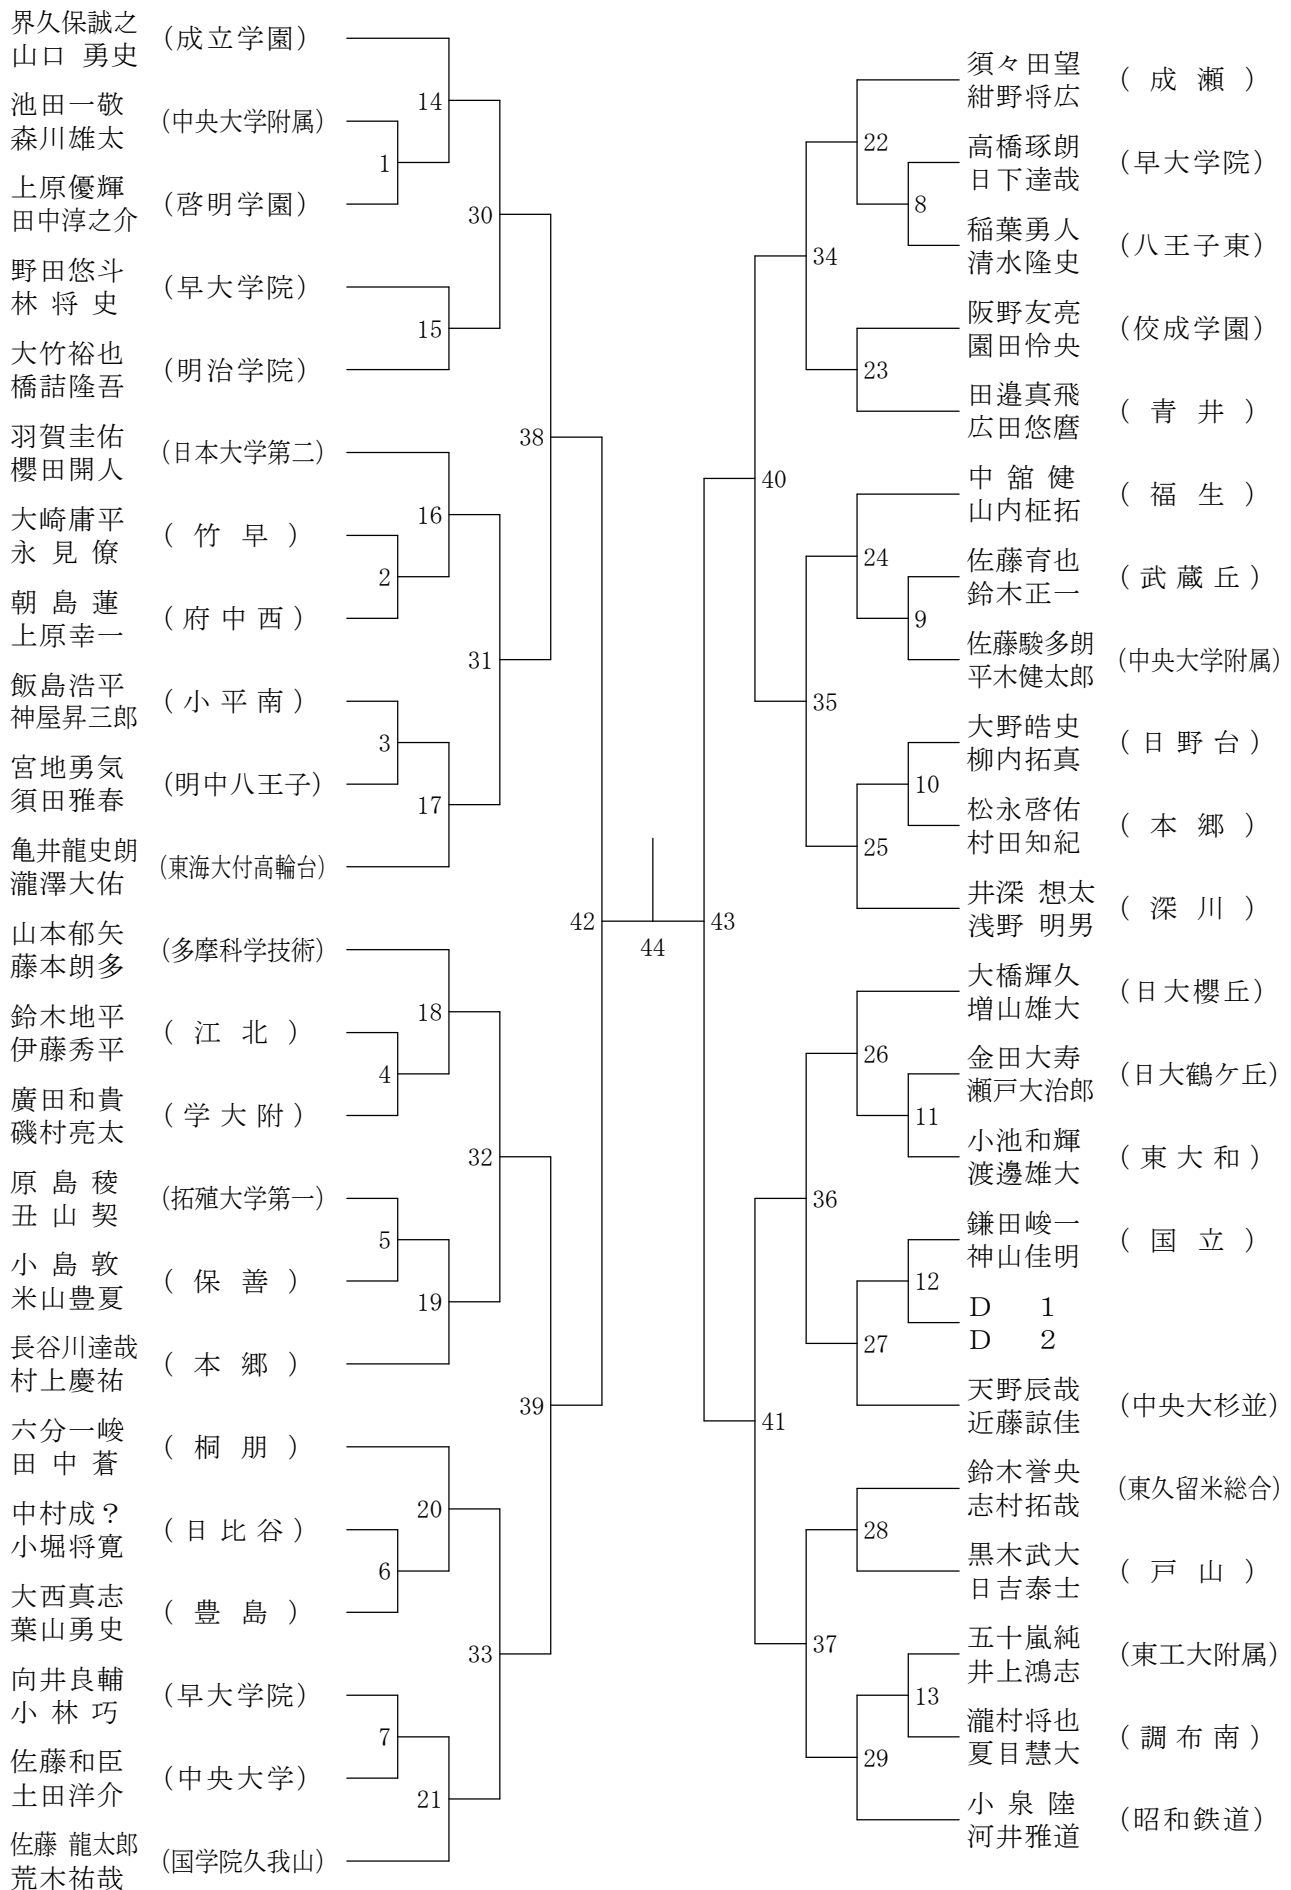 界久保誠之
山口 勇史
(成立学園)
池田一敬
森川雄太
(中央大学附属)
上原優輝
田中淳之介
(啓明学園)
野田悠斗
林 将 史
(早大学院)
大竹裕也
橋詰隆吾
(明治学院)
羽賀圭佑
櫻田開人
(日本大学第二)
大崎庸平
永 見 僚
( 竹 早 )
朝 島 蓮
上原幸一
( 府 中 西 )
飯島浩平
神屋昇三郎
( 小 平 南 )
宮地勇気
須田雅春
(明中八王子)
亀井龍史朗
瀧澤大佑
(東海大付高輪台)
山本郁矢
藤本朗多
(多摩科学技術)
鈴木地平
伊藤秀平
( 江 北 )
廣田和貴
磯村亮太
( 学 大 附 )
原 島 稜
丑 山 契
(拓殖大学第一)
小 島 敦
米山豊夏
( 保 善 )
長谷川達哉
村上慶祐
( 本 郷 )
六分一峻
田 中 蒼
( 桐 朋 )
中村成？
小堀将寛
( 日 比 谷 )
大西真志
葉山勇史
( 豊 島 )
向井良輔
小 林 巧
(早大学院)
佐藤和臣
土田洋介
(中央大学)
佐藤 龍太郎
荒木祐哉
(国学院久我山)
1
2
3
4
5
6
7
14
15
16
17
18
19
20
21
30
31
32
33
38
39
42
44
43
40
41
34
35
36
37
22
23
24
25
26
27
28
29
8
9
10
11
12
13
須々田望
紺野将広
( 成 瀬 )
高橋琢朗
日下達哉
(早大学院)
稲葉勇人
清水隆史
(八王子東)
阪野友亮
園田怜央
(佼成学園)
田邉真飛
広田悠麿
( 青 井 )
中 舘 健
山内柾拓
( 福 生 )
佐藤育也
鈴木正一
( 武 蔵 丘 )
佐藤駿多朗
平木健太郎
(中央大学附属)
大野皓史
柳内拓真
( 日 野 台 )
松永啓佑
村田知紀
( 本 郷 )
井深 想太
浅野 明男
( 深 川 )
大橋輝久
増山雄大
(日大櫻丘)
金田大寿
瀬戸大治郎
(日大鶴ケ丘)
小池和輝
渡邊雄大
( 東 大 和 )
鎌田峻一
神山佳明
( 国 立 )
Ｄ １
Ｄ ２
天野辰哉
近藤諒佳
(中央大杉並)
鈴木誉央
志村拓哉
(東久留米総合)
黒木武大
日吉泰士
( 戸 山 )
五十嵐純
井上鴻志
(東工大附属)
瀧村将也
夏目慧大
( 調 布 南 )
小 泉 陸
河井雅道
(昭和鉄道)